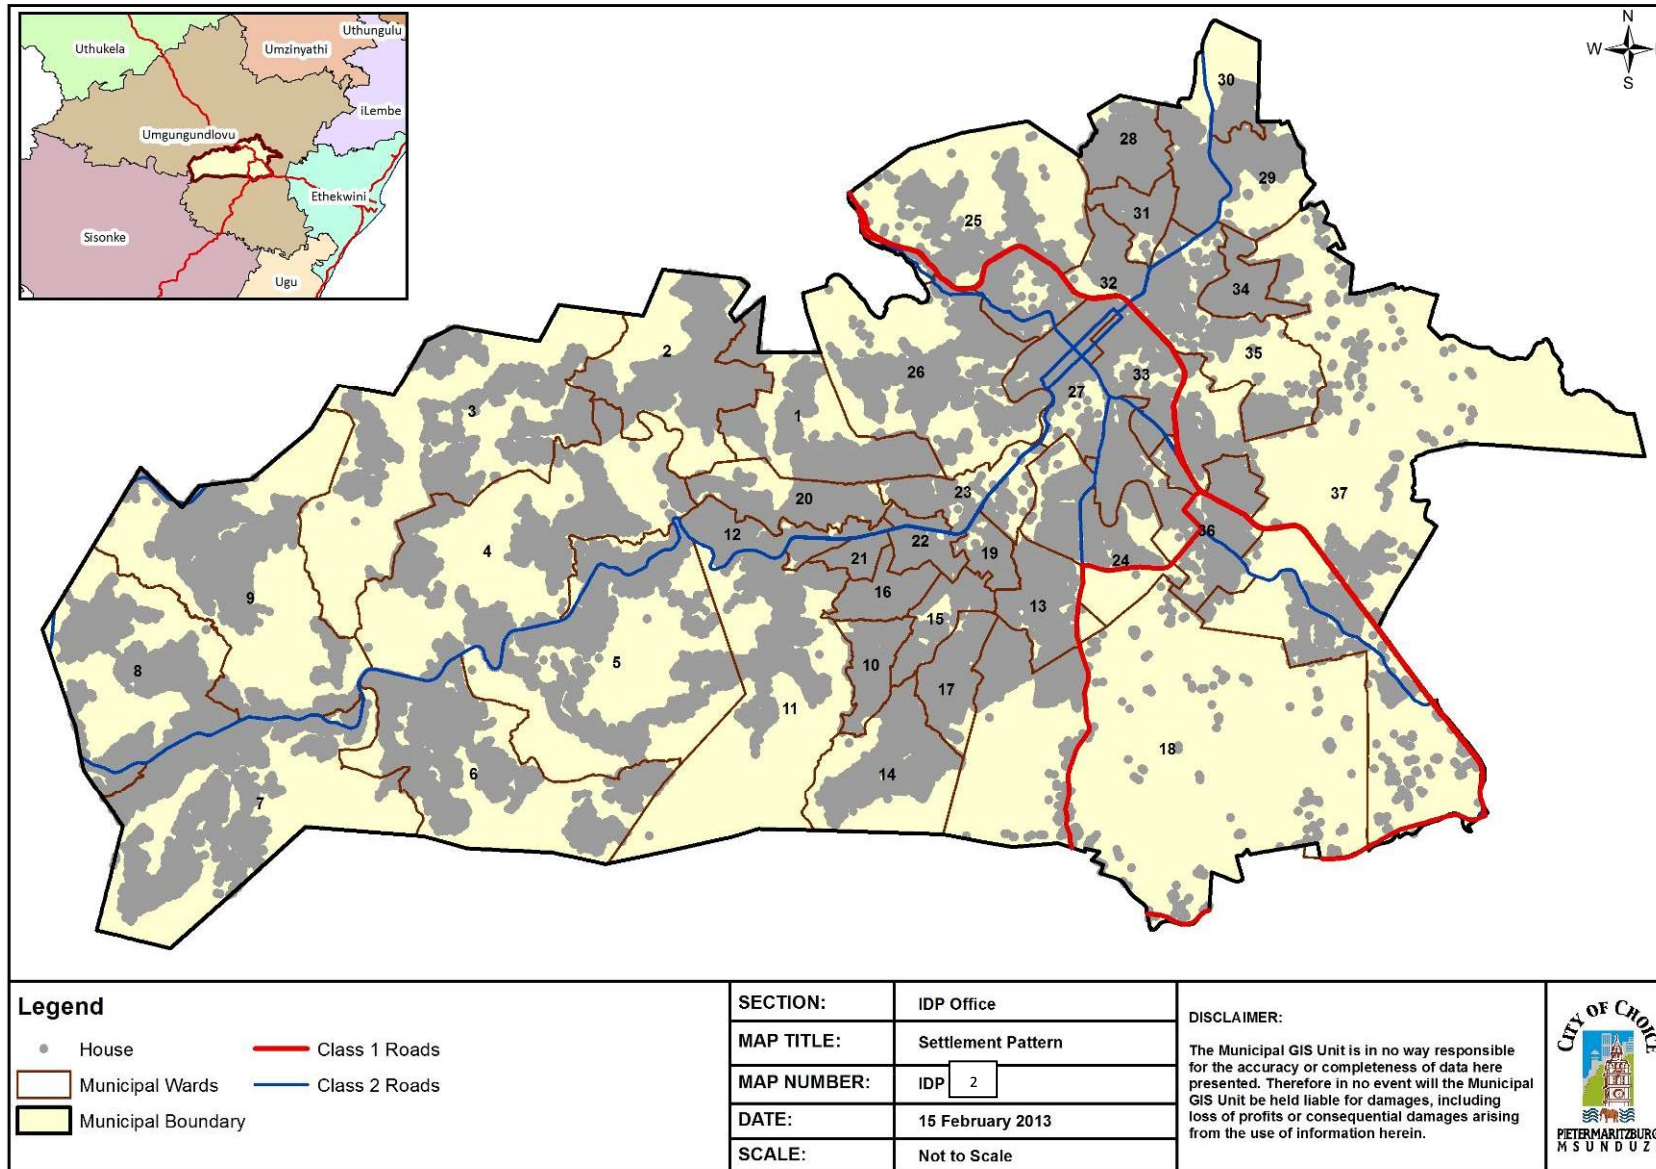 Uthukela
Umzinyathi
Uthungulu
iLembe
Umgungundlovu
Ethekwini
Sisonke
Ugu
N
W
S
30
28
29
31
25
32
34
2
35
26
33
27
3
1
37
20
23
12
22
36
4
21
19
24
16
9
13
15
5
8
10
17
11
18
14
6
7
Legend
House
Municipal Wards
Municipal Boundary
Class 1 Roads
Class 2 Roads
SECTION: IDP Office
MAP TITLE: Settlement Pattern
MAP NUMBER: IDP 2
DATE: 15 February 2013
SCALE: Not to Scale
DISCLAIMER:
The Municipal GIS Unit is in no way responsible
for the accuracy or completeness of data here
presented. Therefore in no event will the Municipal
GIS Unit be held liable for damages, including
loss of profits or consequential damages arising
from the use of information herein.
CITY OF CHOICE
PIETERMARITZBURG
MSUNDUZ